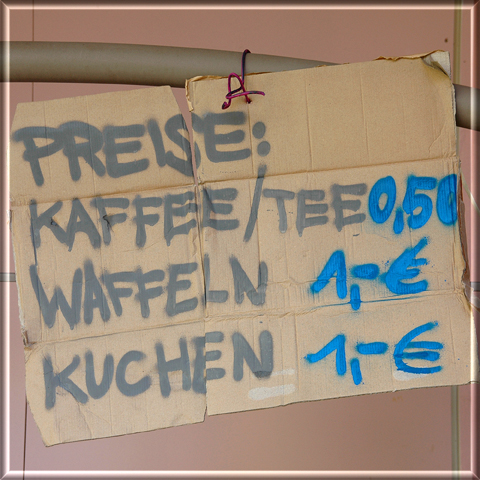 PREISE:
KAFFEE/TEE 0,50
WAFFELN 1,-€
KUCHEN 1,-€